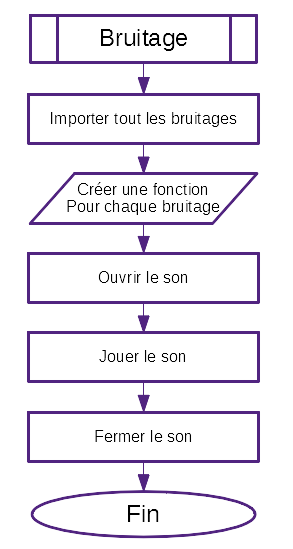 Bruitage
Importer tout les bruitages
Créer une fonction
Pour chaque bruitage
Ouvrir le son
Jouer le son
Fermer le son
Fin